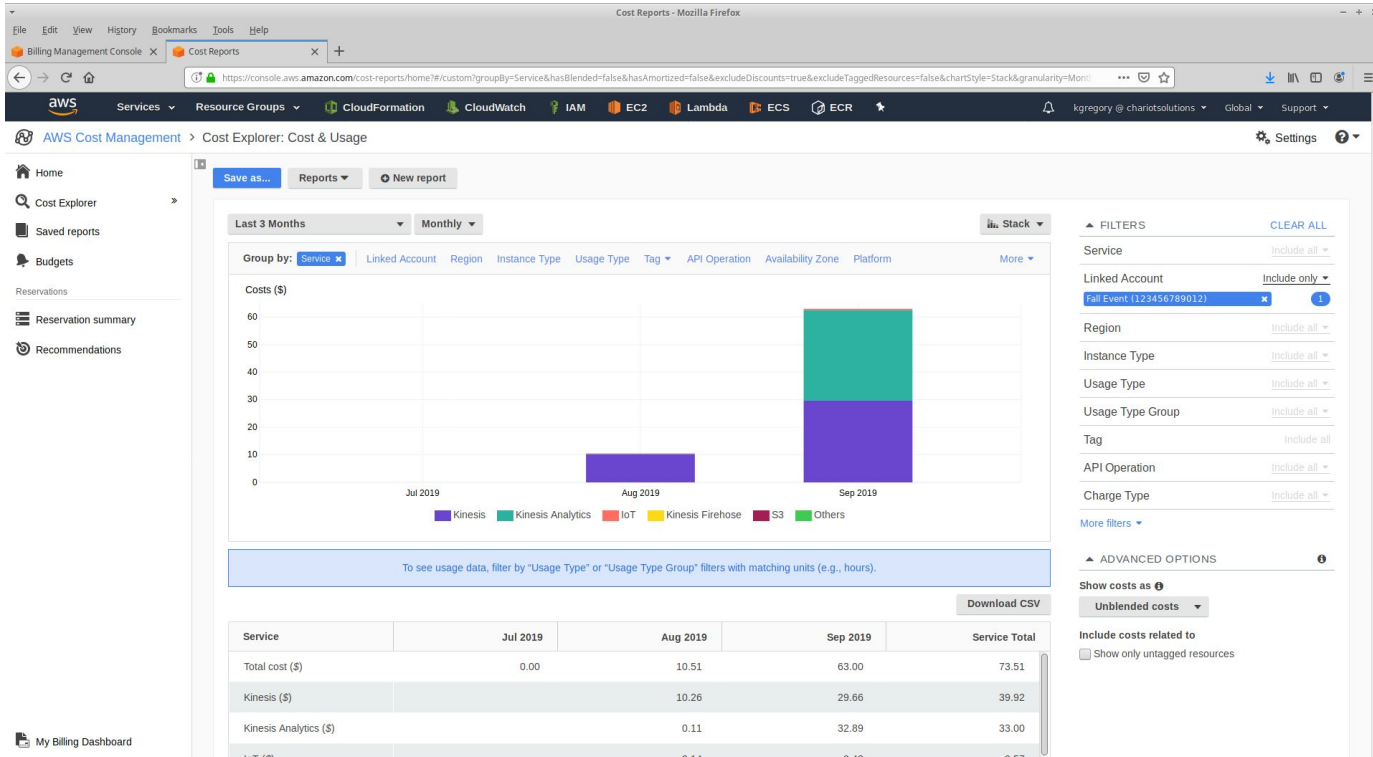 Cost Reports - Mozilla Firefox
File Edit View History Bookmarks Tools Help
Billing Management Console Cost Reports
https://console.aws.amazon.com/cost-reports/home?#/custom?groupBy=Service&hasBlended=false&hasAmortized=false&excludeDiscounts=true&excludeTaggedResources=false&chartStyle=Stack&granularity=Mont
aws Services Resource Groups CloudFormation CloudWatch IAM EC2 Lambda ECS ECR kgregory @ chariotsolutions Global Support
AWS Cost Management > Cost Explorer: Cost & Usage Settings
Home
Cost Explorer »
Saved reports
Budgets
Reservations
Reservation summary
Recommendations
My Billing Dashboard
Save as... Reports New report
Last 3 Months Monthly Stack
Group by: Service Linked Account Region Instance Type Usage Type Tag API Operation Availability Zone Platform More
Costs ($)
60
50
40
30
20
10
0
Jul 2019 Aug 2019 Sep 2019
Kinesis Kinesis Analytics IoT Kinesis Firehose S3 Others
To see usage data, filter by “Usage Type” or “Usage Type Group” filters with matching units (e.g., hours).
Download CSV
Service Jul 2019 Aug 2019 Sep 2019 Service Total
Total cost ($) 0.00 10.51 63.00 73.51
Kinesis ($) 10.26 29.66 39.92
Kinesis Analytics ($) 0.11 32.89 33.00
FILTERS CLEAR ALL
Service Include all
Linked Account Include only
Fall Event (123456789012) 1
Region Include all
Instance Type Include all
Usage Type Include all
Usage Type Group Include all
Tag Include all
API Operation Include all
Charge Type Include all
More filters
ADVANCED OPTIONS
Show costs as
Unblended costs
Include costs related to
Show only untagged resources